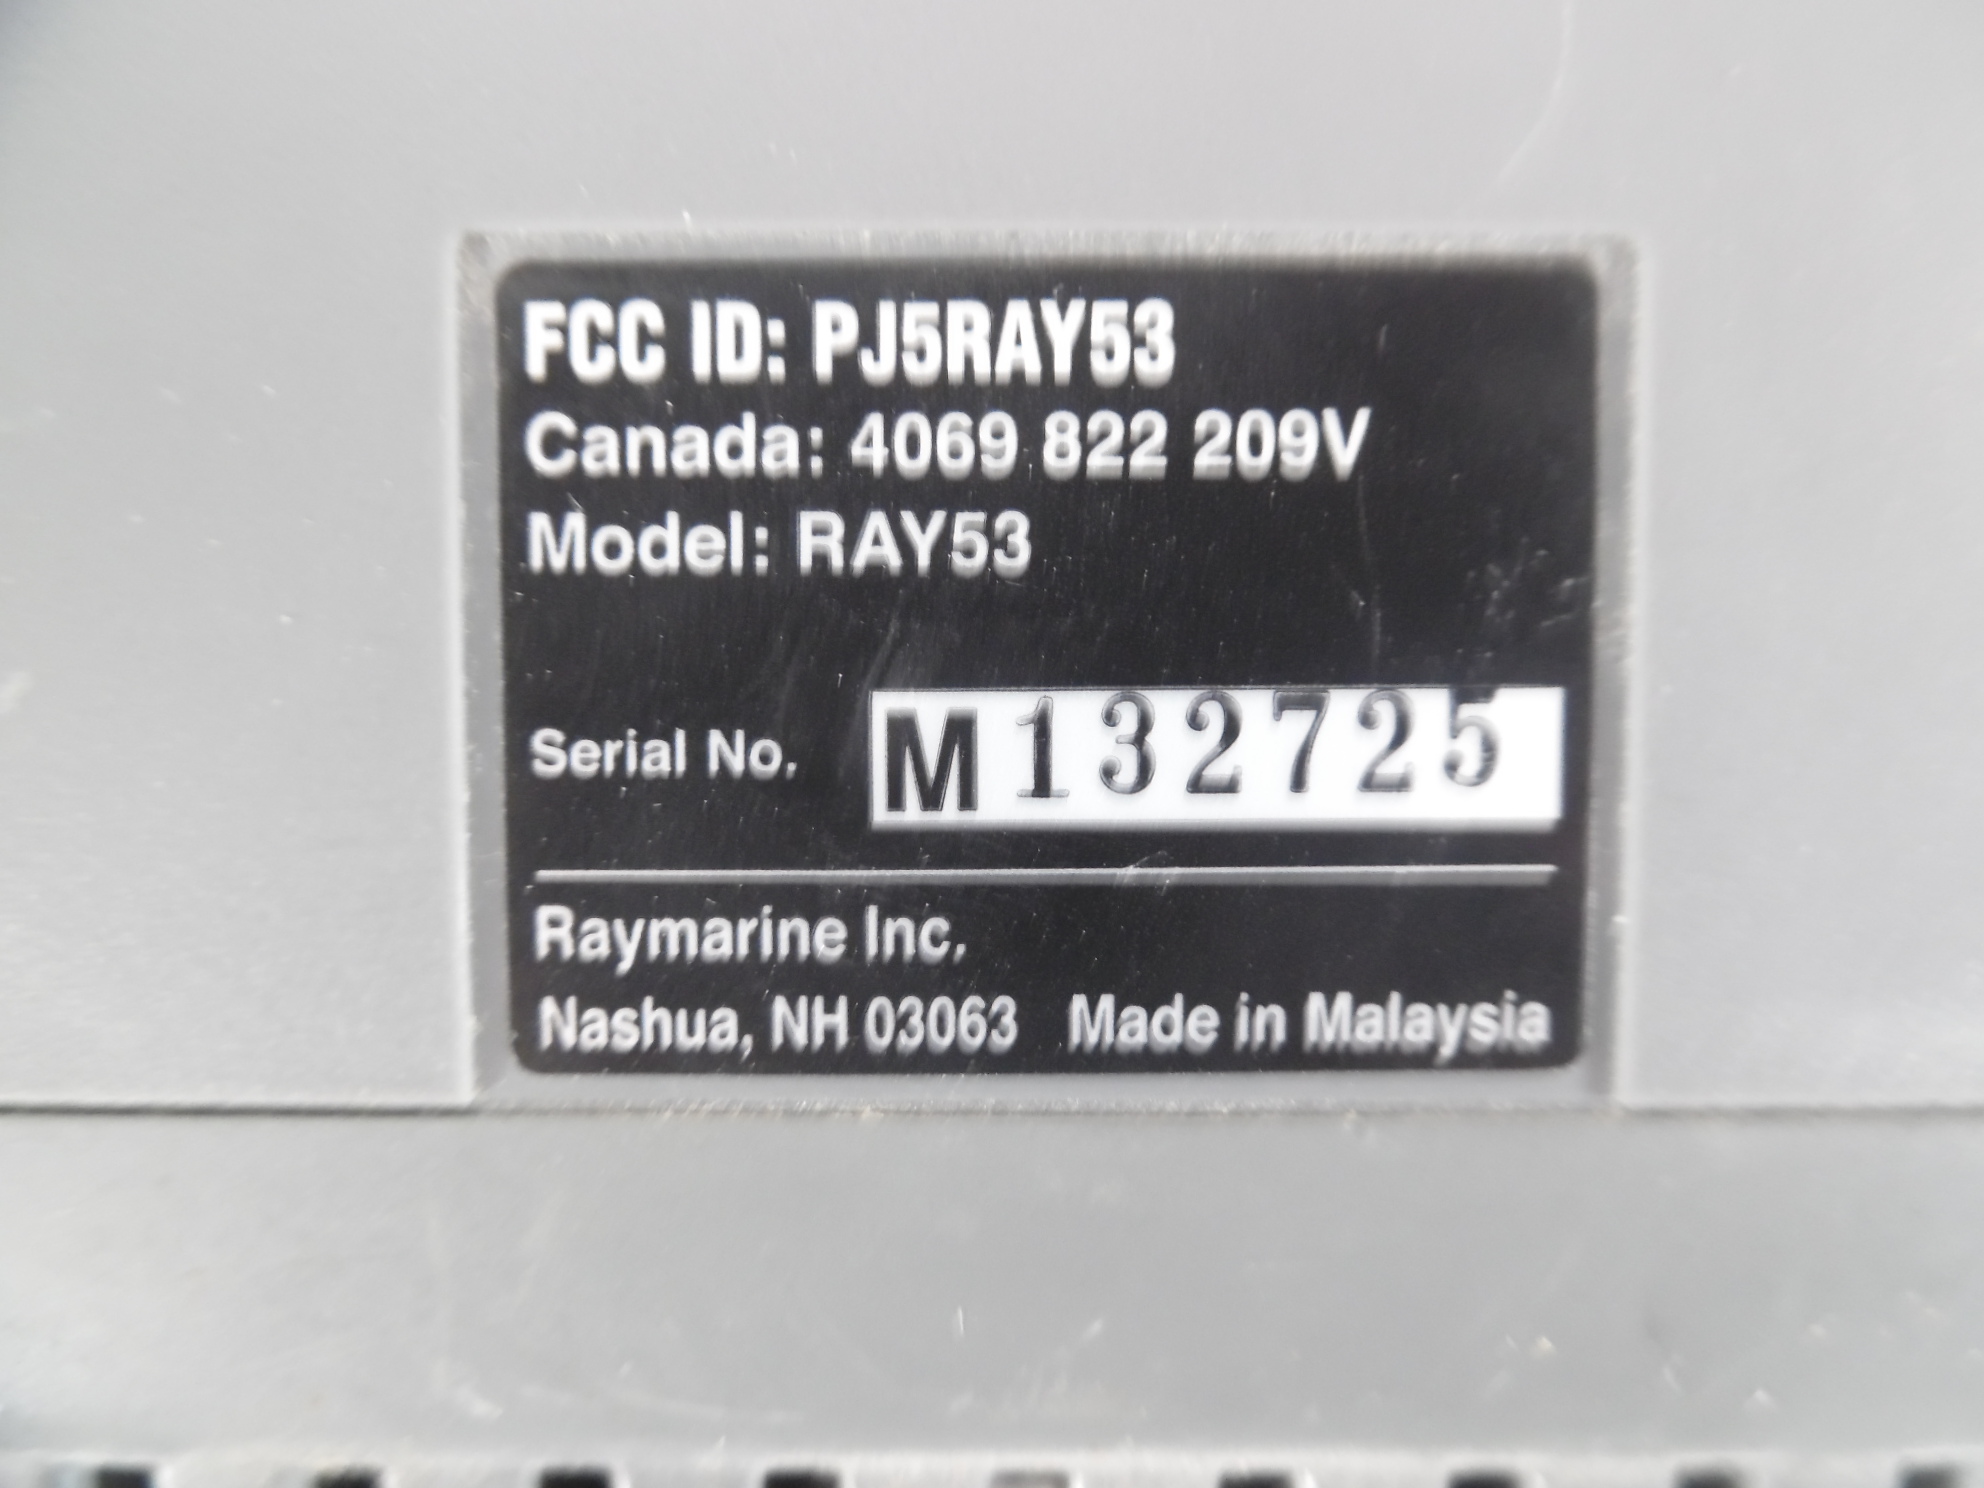 FCC ID: PJ5RAY53
Canada: 4069 822 209V
Model: RAY53
Serial No. M132725
Raymarine Inc.
Nashua, NH 03063 Made in Malaysia